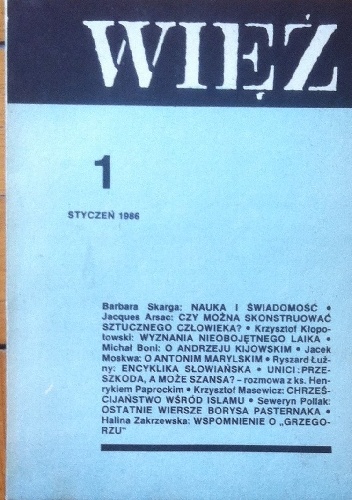 WIĘŹ
1
STYCZEŃ 1986
Barbara Skarga: NAUKA I ŚWIADOMOŚĆ •
Jacques Arsac: CZY MOŻNA SKONSTRUOWAĆ
SZTUCZNEGO CZŁOWIEKA? • Krzysztof Kłopo-
towski: WYZNANIA NIEOBOJĘTNEGO LAIKA •
Michał Boni: O ANDRZEJU KIJOWSKIM • Jacek
Moskwa: O ANTONIM MARYLSKIM • Ryszard Łuż-
ny: ENCYKLIKA SŁOWIAŃSKA • UNICI: PRZE-
SZKODA, A MOŻE SZANSA? – rozmowa z ks. Hen-
rykiem Paprockim • Krzysztof Masewicz: CHRZEŚ-
CIJAŃSTWO WŚRÓD ISLAMU • Seweryn Pollak:
OSTATNIE WIERSZE BORYSA PASTERNAKA •
Halina Zakrzewska: WSPOMNIENIE O „GRZEGO-
RZU"